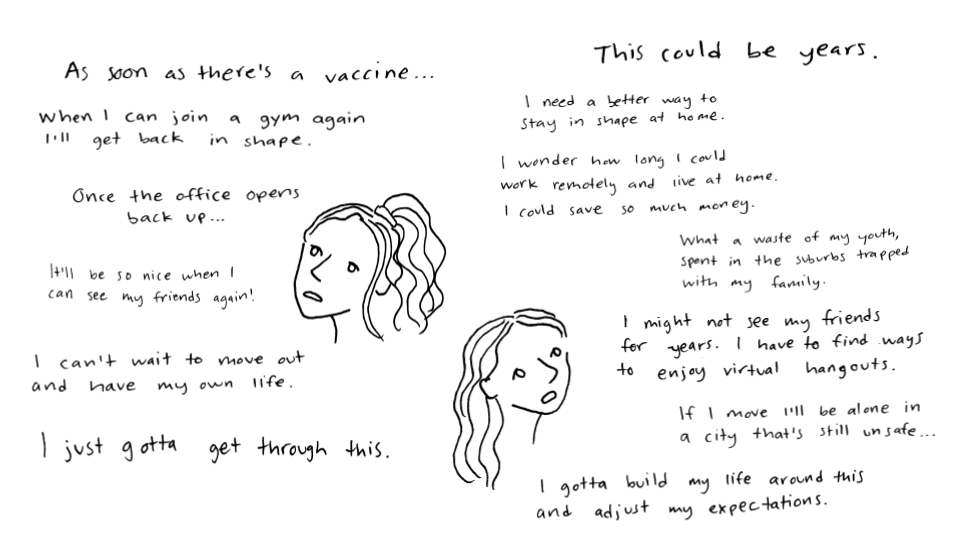 As soon as there's a vaccine...
When I can join a gym again
I'll get back in shape.
Once the office opens
back up...
It'll be so nice when I
can see my friends again!
I can't wait to move out
and have my own life.
I just gotta get through this.
This could be years.
I need a better way to
stay in shape at home.
I wonder how long I could
work remotely and live at home.
I could save so much money.
What a waste of my youth,
spent in the suburbs trapped
with my family.
I might not see my friends
for years. I have to find ways
to enjoy virtual hangouts.
If I move I'll be alone in
a city that's still unsafe...
I gotta build my life around this
and adjust my expectations.